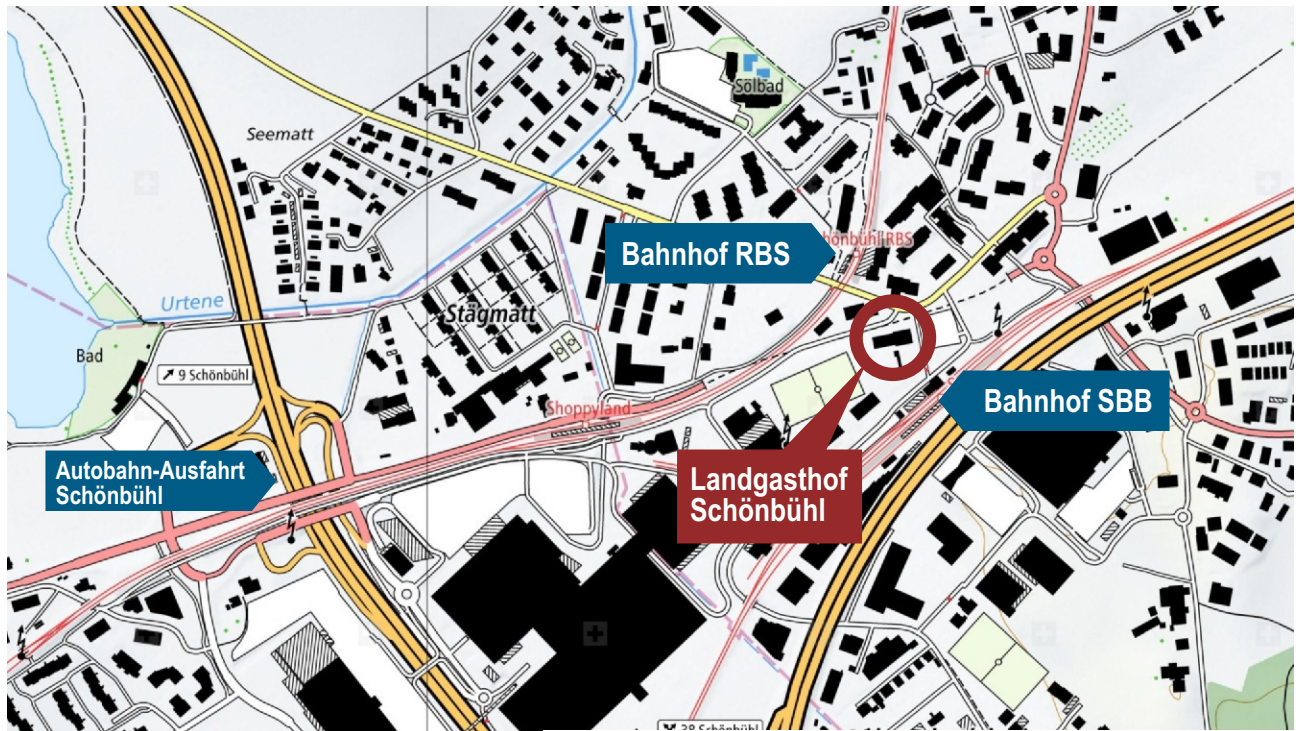 Sölbad
Seematt
Bahnhof RBS
Schönbühl RBS
Urtene
Stägmatt
Bad
9 Schönbühl
Shoppyland
Bahnhof SBB
Autobahn-Ausfahrt
Schönbühl
Landgasthof
Schönbühl
38 Schönbühl